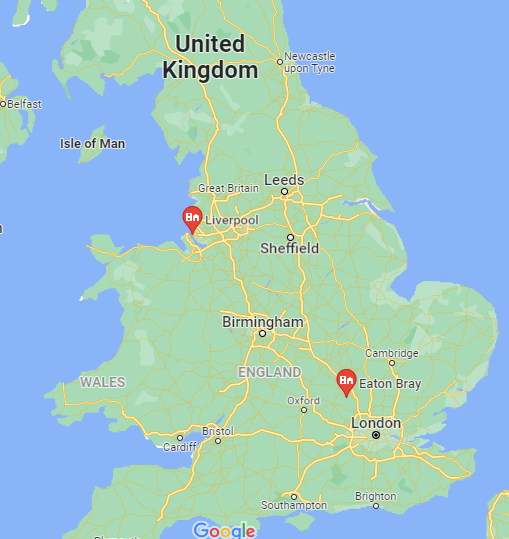 United
Kingdom
Newcastle
upon Tyne
Belfast
Isle of Man
Leeds
Great Britain
Liverpool
Sheffield
Birmingham
Cambridge
ENGLAND
WALES
Eaton Bray
Oxford
London
Bristol
Cardiff
Southampton
Brighton
Google